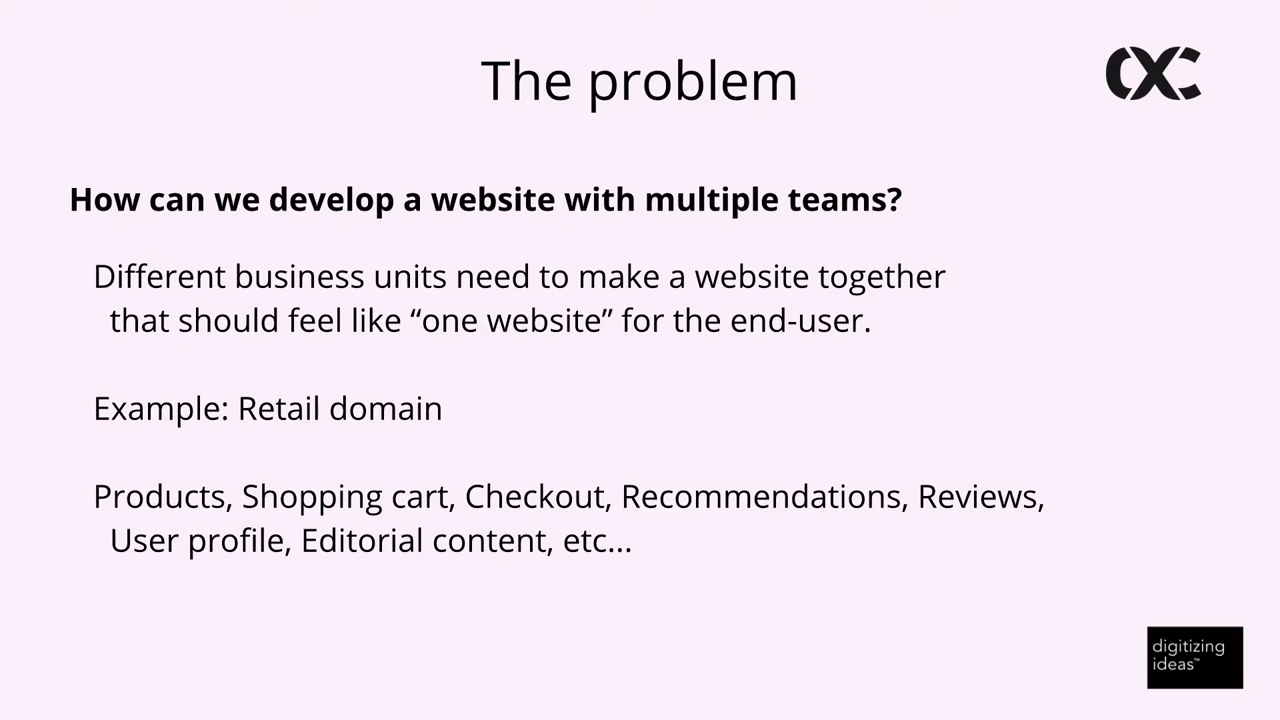 The problem
How can we develop a website with multiple teams?
Different business units need to make a website together
that should feel like “one website” for the end-user.
Example: Retail domain
Products, Shopping cart, Checkout, Recommendations, Reviews,
User profile, Editorial content, etc...
digitizing
ideas™